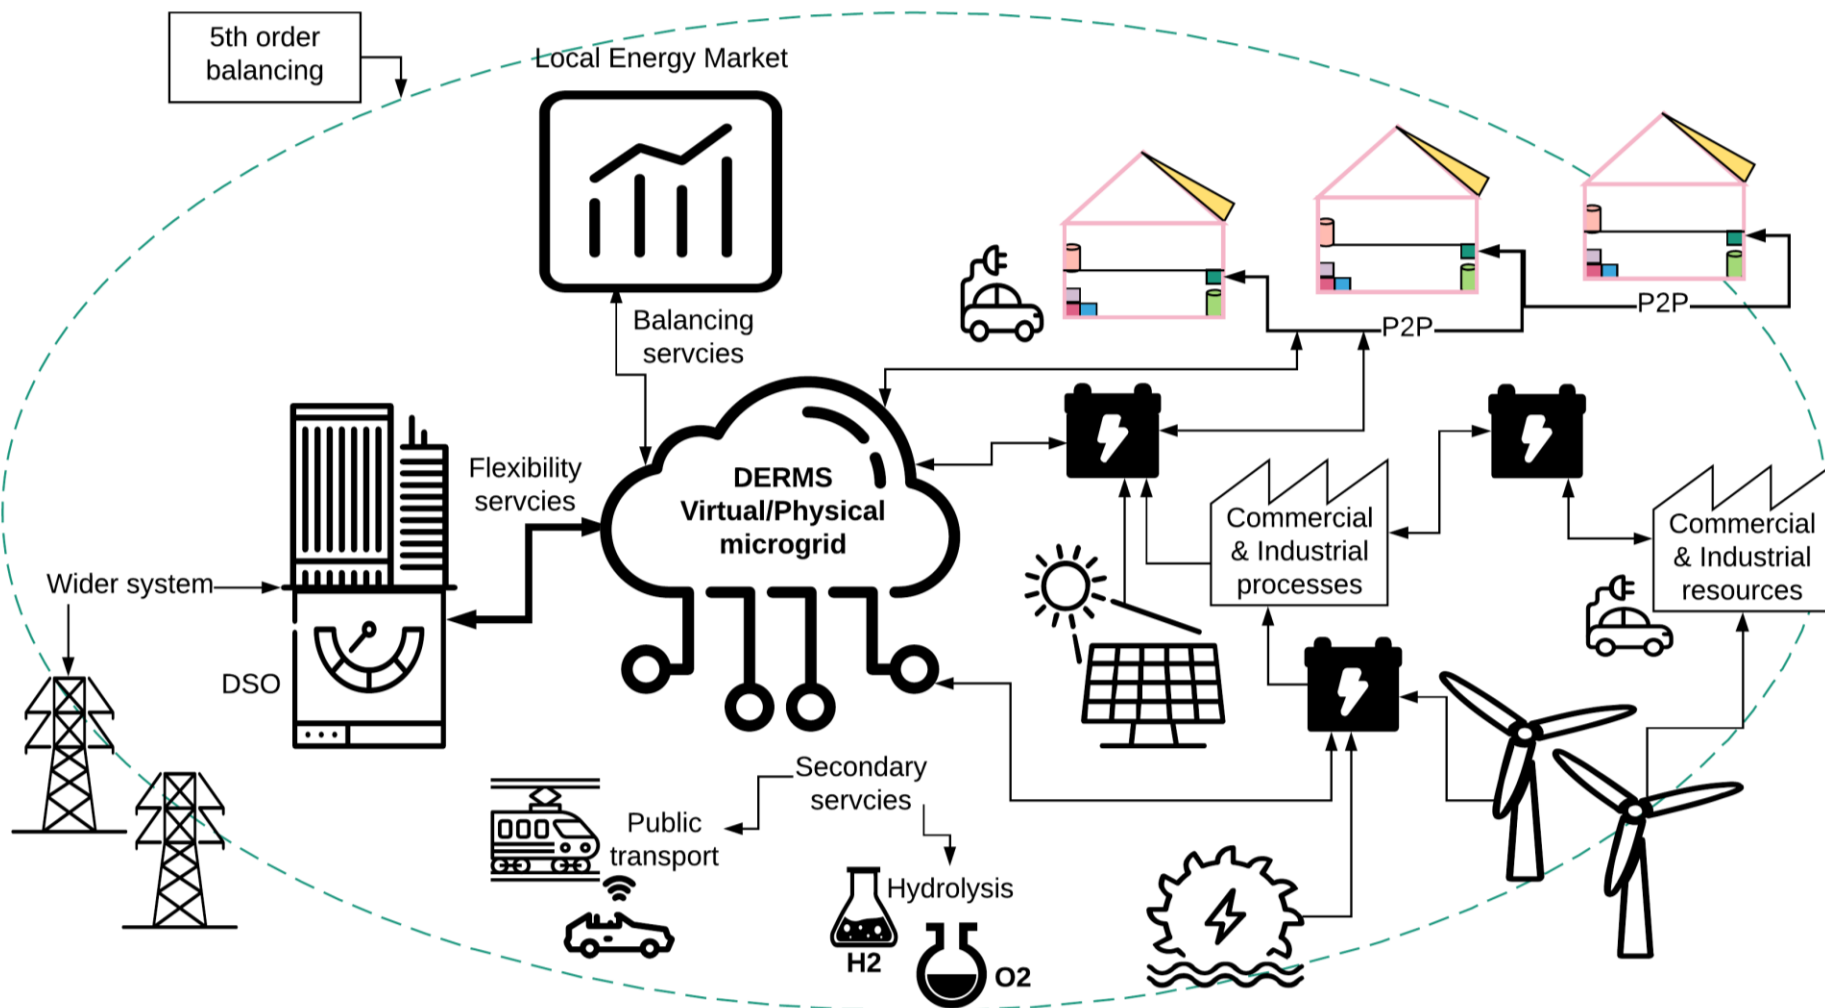 5th order
balancing
Local Energy Market
Balancing
servcies
P2P
P2P
Flexibility
servcies
DERMS
Virtual/Physical
microgrid
Commercial
& Industrial
processes
Commercial
& Industrial
resources
Wider system
DSO
Secondary
servcies
Public
transport
Hydrolysis
H2
O2